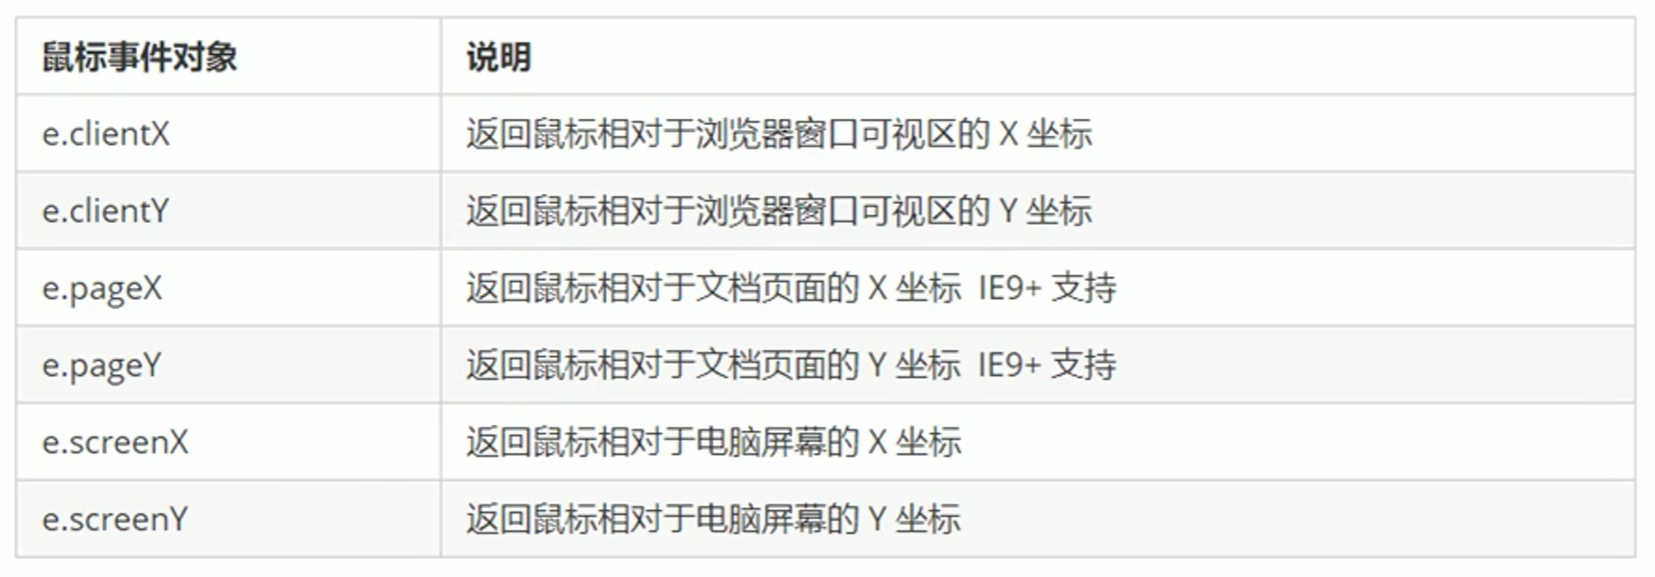 鼠标事件对象 说明
e.clientX 返回鼠标相对于浏览器窗口可视区的 X 坐标
e.clientY 返回鼠标相对于浏览器窗口可视区的 Y 坐标
e.pageX 返回鼠标相对于文档页面的 X 坐标 IE9+ 支持
e.pageY 返回鼠标相对于文档页面的 Y 坐标 IE9+ 支持
e.screenX 返回鼠标相对于电脑屏幕的 X 坐标
e.screenY 返回鼠标相对于电脑屏幕的 Y 坐标